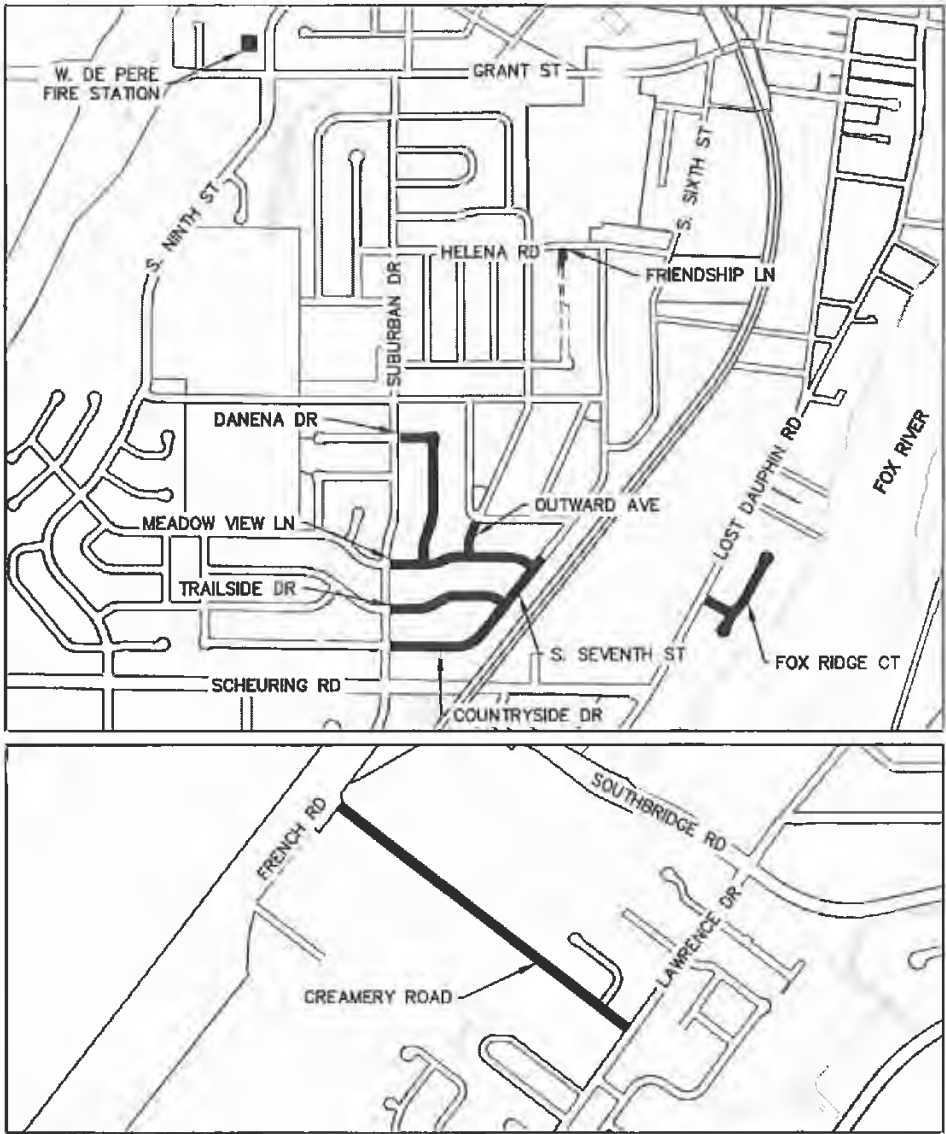 W. DE PERE
FIRE STATION
GRANT ST
S. NINTH ST
S. SIXTH ST
HELENA RD
FRIENDSHIP LN
SUBURBAN DR
DANENA DR
LOST DAUPHIN RD
FOX RIVER
OUTWARD AVE
MEADOW VIEW LN
TRAILSIDE DR
S. SEVENTH ST
FOX RIDGE CT
SCHEURING RD
COUNTRYSIDE DR
SOUTHBRIDGE RD
FRENCH RD
LAWRENCE DR
CREAMERY ROAD